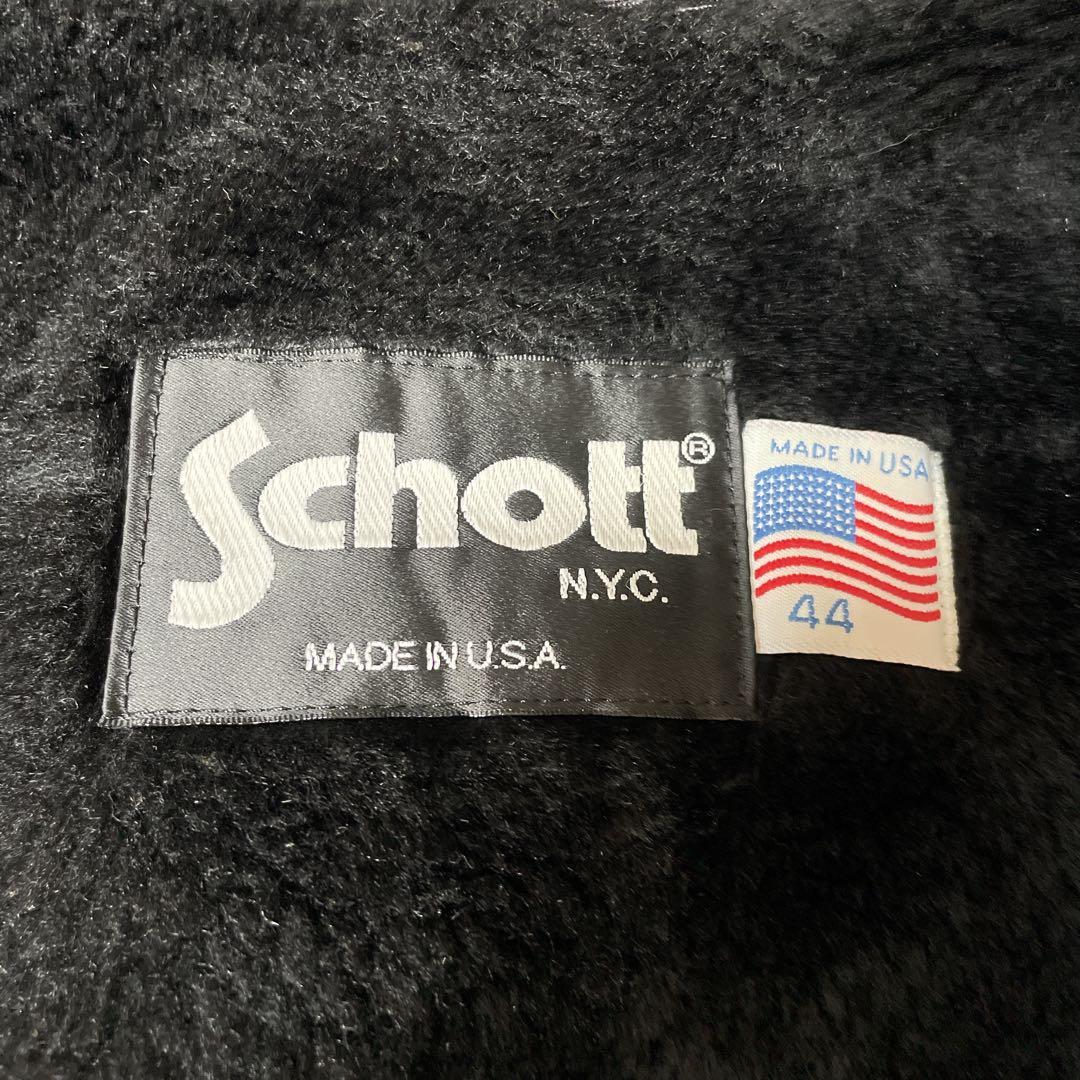 Schott®
N.Y.C.
MADE IN U.S.A.
MADE IN USA
44